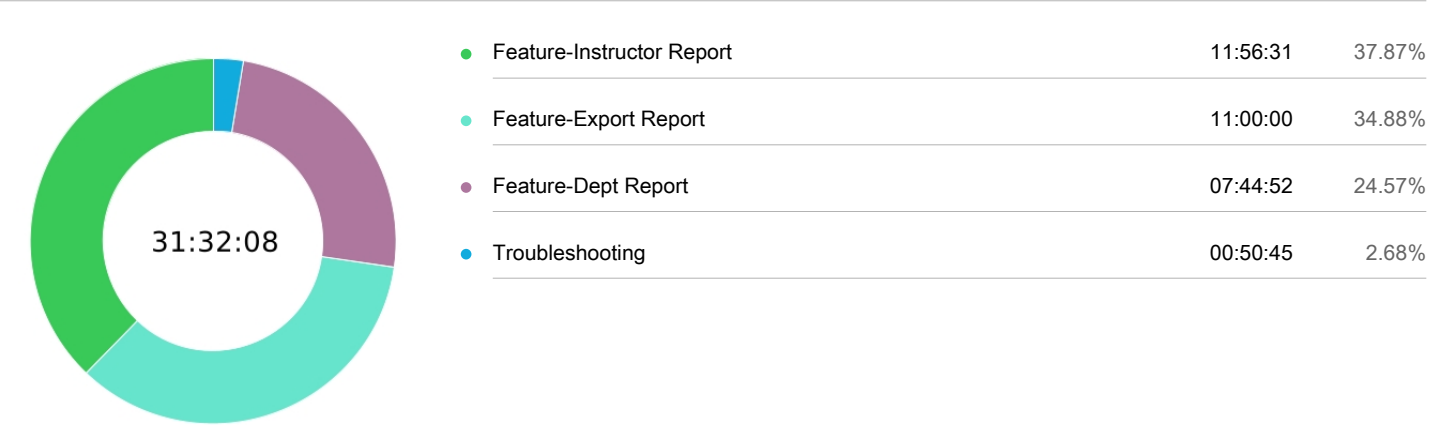 Feature-Instructor Report 11:56:31 37.87%
Feature-Export Report 11:00:00 34.88%
Feature-Dept Report 07:44:52 24.57%
31:32:08
Troubleshooting 00:50:45 2.68%